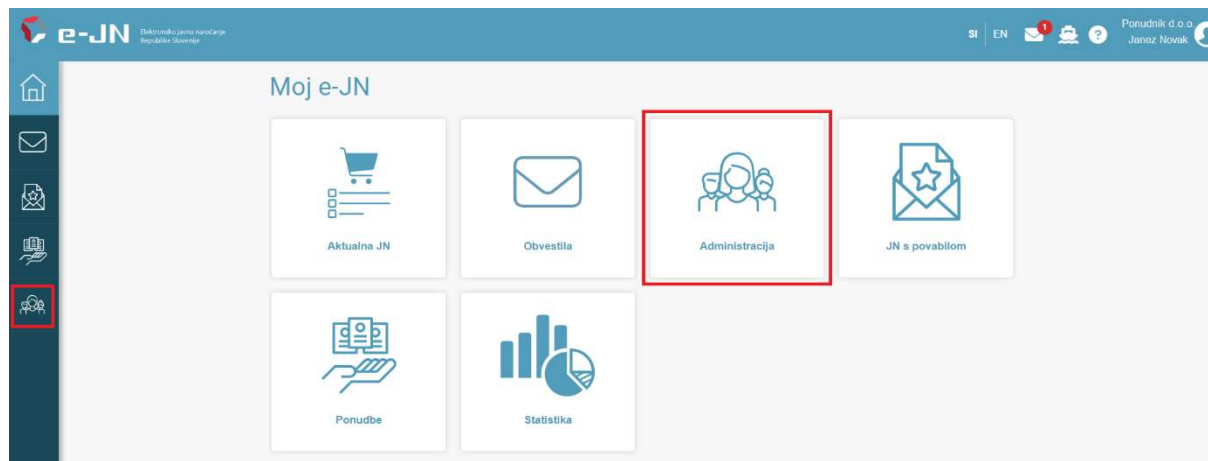 e-JN
Elektronsko javno naročanje
Republike Slovenije
SI EN
1
?
Ponudnik d.o.o.
Janez Novak
Moj e-JN
Aktualna JN
Obvestila
Administracija
JN s povabilom
Ponudbe
Statistika